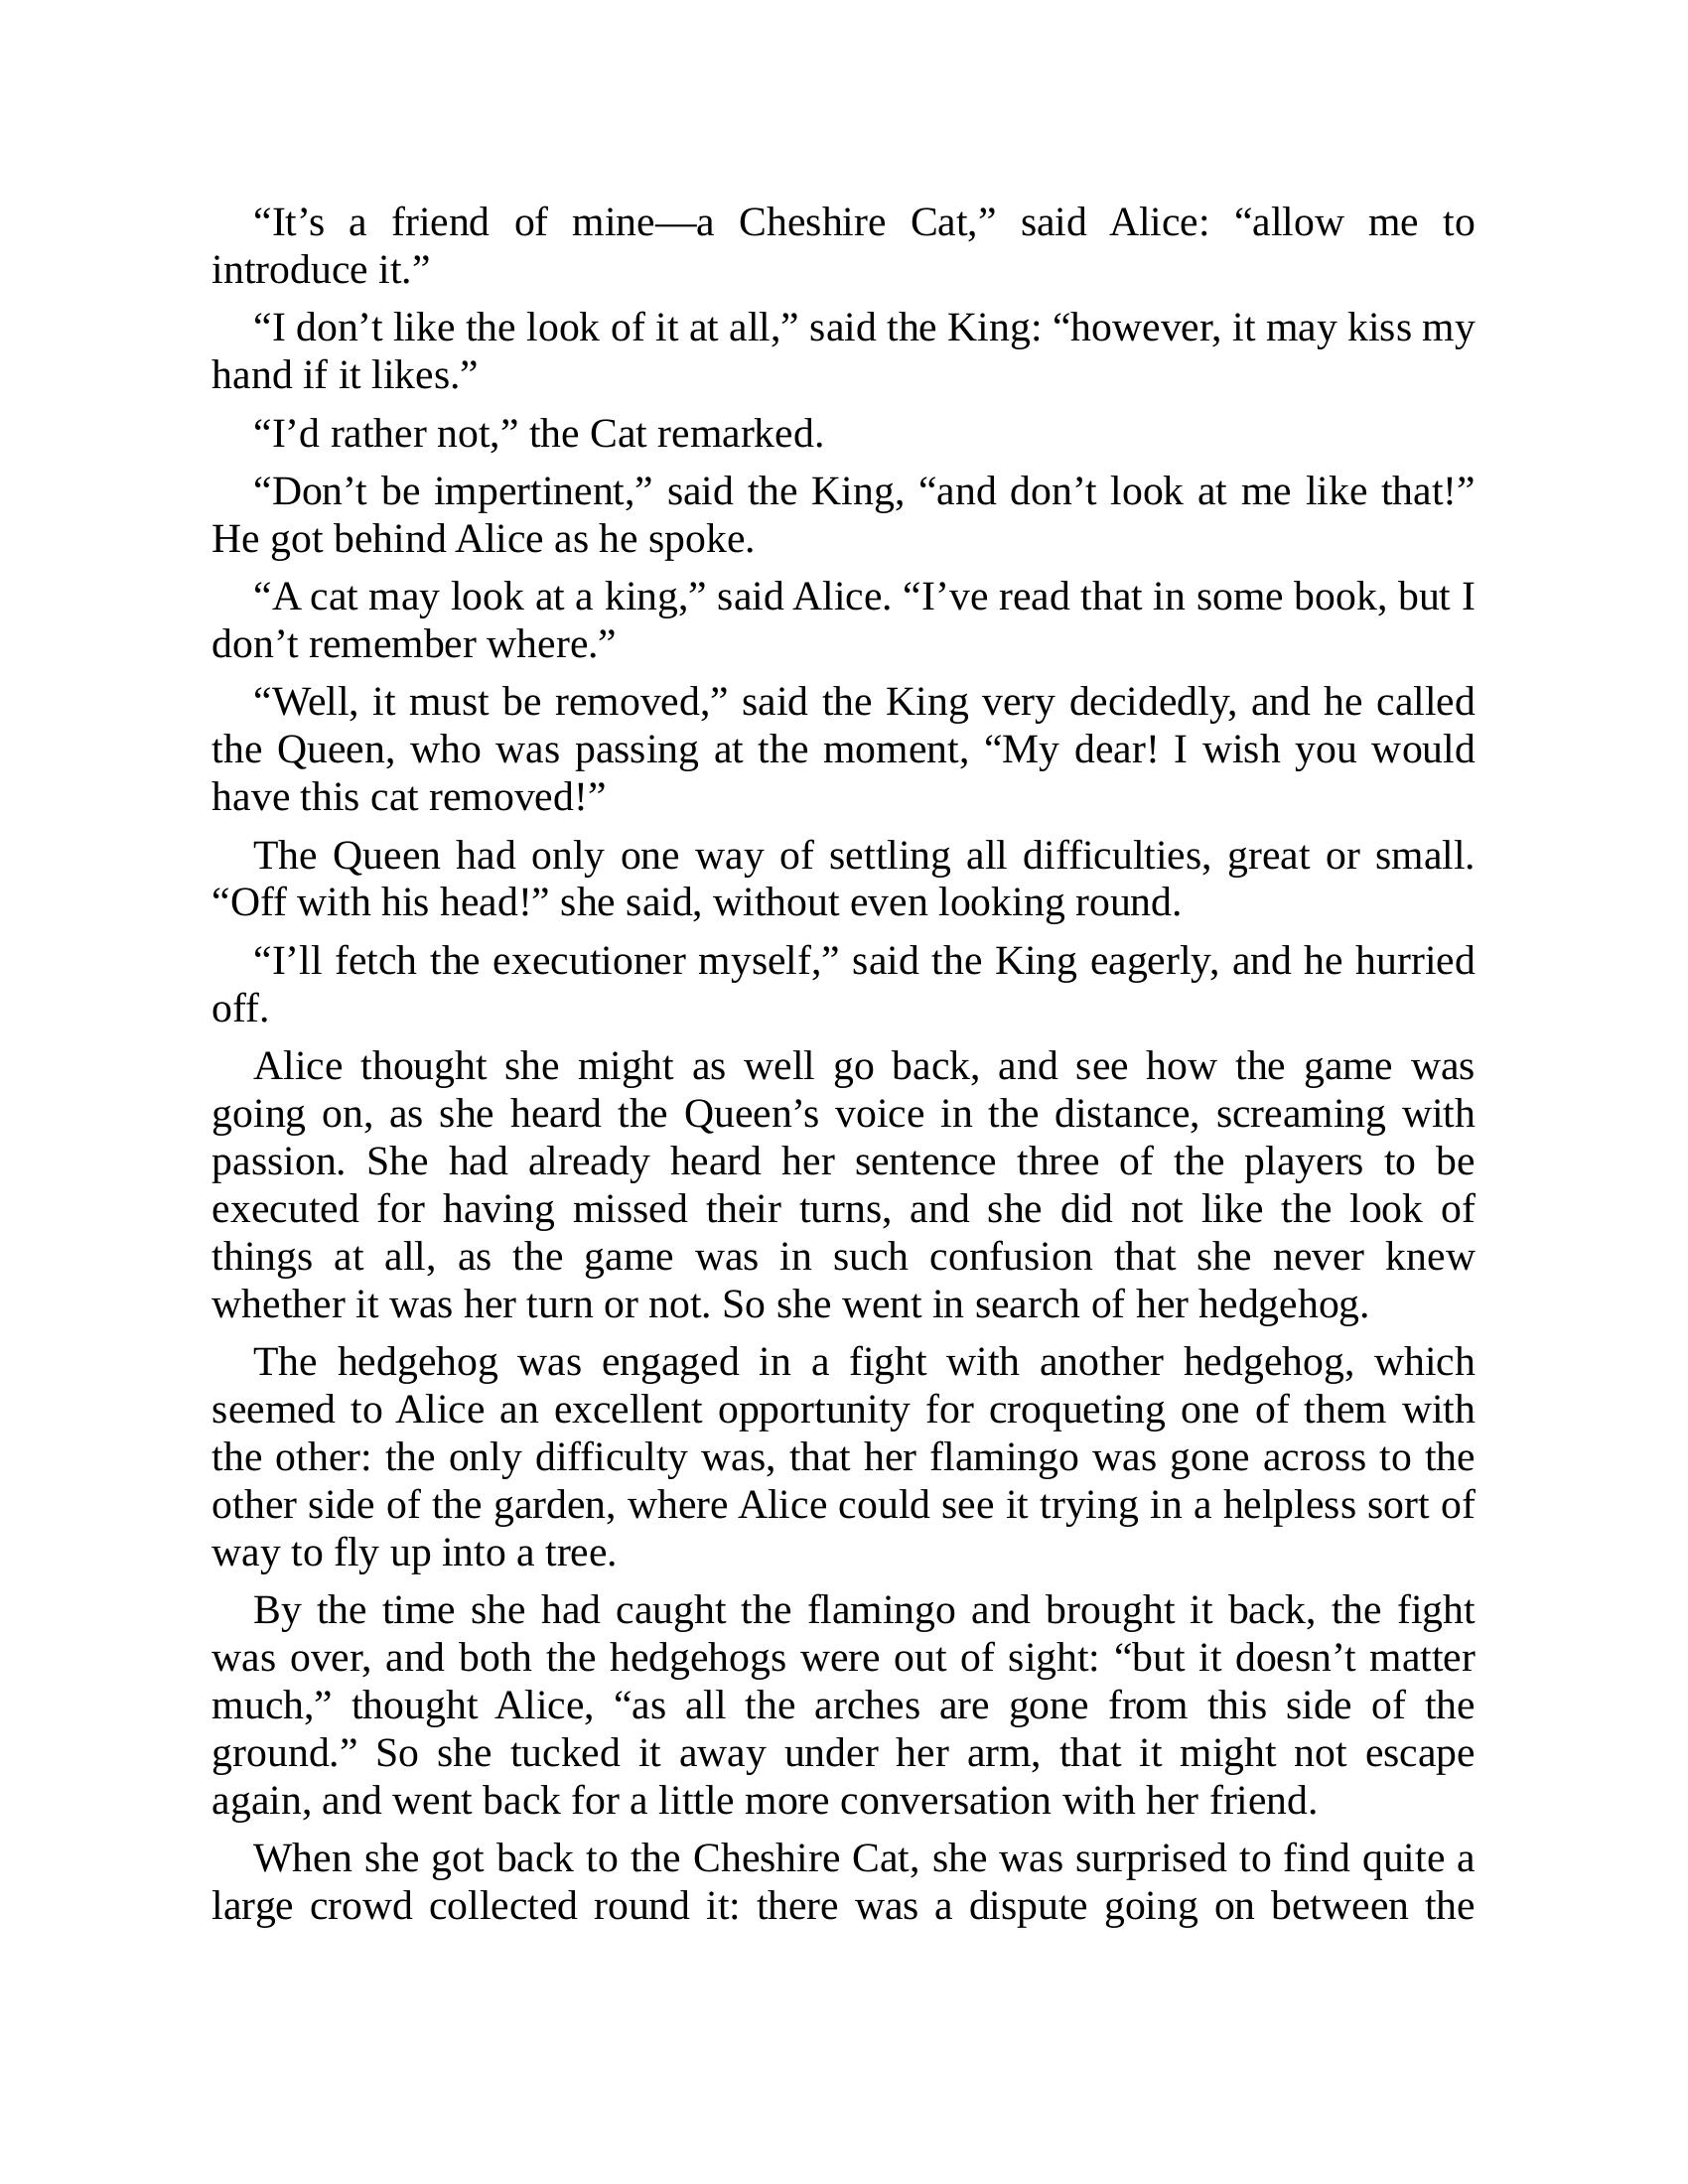 “It’s a friend of mine—a Cheshire Cat,” said Alice: “allow me to
introduce it.”
“I don’t like the look of it at all,” said the King: “however, it may kiss my
hand if it likes.”
“I’d rather not,” the Cat remarked.
“Don’t be impertinent,” said the King, “and don’t look at me like that!”
He got behind Alice as he spoke.
“A cat may look at a king,” said Alice. “I’ve read that in some book, but I
don’t remember where.”
“Well, it must be removed,” said the King very decidedly, and he called
the Queen, who was passing at the moment, “My dear! I wish you would
have this cat removed!”
The Queen had only one way of settling all difficulties, great or small.
“Off with his head!” she said, without even looking round.
“I’ll fetch the executioner myself,” said the King eagerly, and he hurried
off.
Alice thought she might as well go back, and see how the game was
going on, as she heard the Queen’s voice in the distance, screaming with
passion. She had already heard her sentence three of the players to be
executed for having missed their turns, and she did not like the look of
things at all, as the game was in such confusion that she never knew
whether it was her turn or not. So she went in search of her hedgehog.
The hedgehog was engaged in a fight with another hedgehog, which
seemed to Alice an excellent opportunity for croqueting one of them with
the other: the only difficulty was, that her flamingo was gone across to the
other side of the garden, where Alice could see it trying in a helpless sort of
way to fly up into a tree.
By the time she had caught the flamingo and brought it back, the fight
was over, and both the hedgehogs were out of sight: “but it doesn’t matter
much,” thought Alice, “as all the arches are gone from this side of the
ground.” So she tucked it away under her arm, that it might not escape
again, and went back for a little more conversation with her friend.
When she got back to the Cheshire Cat, she was surprised to find quite a
large crowd collected round it: there was a dispute going on between the